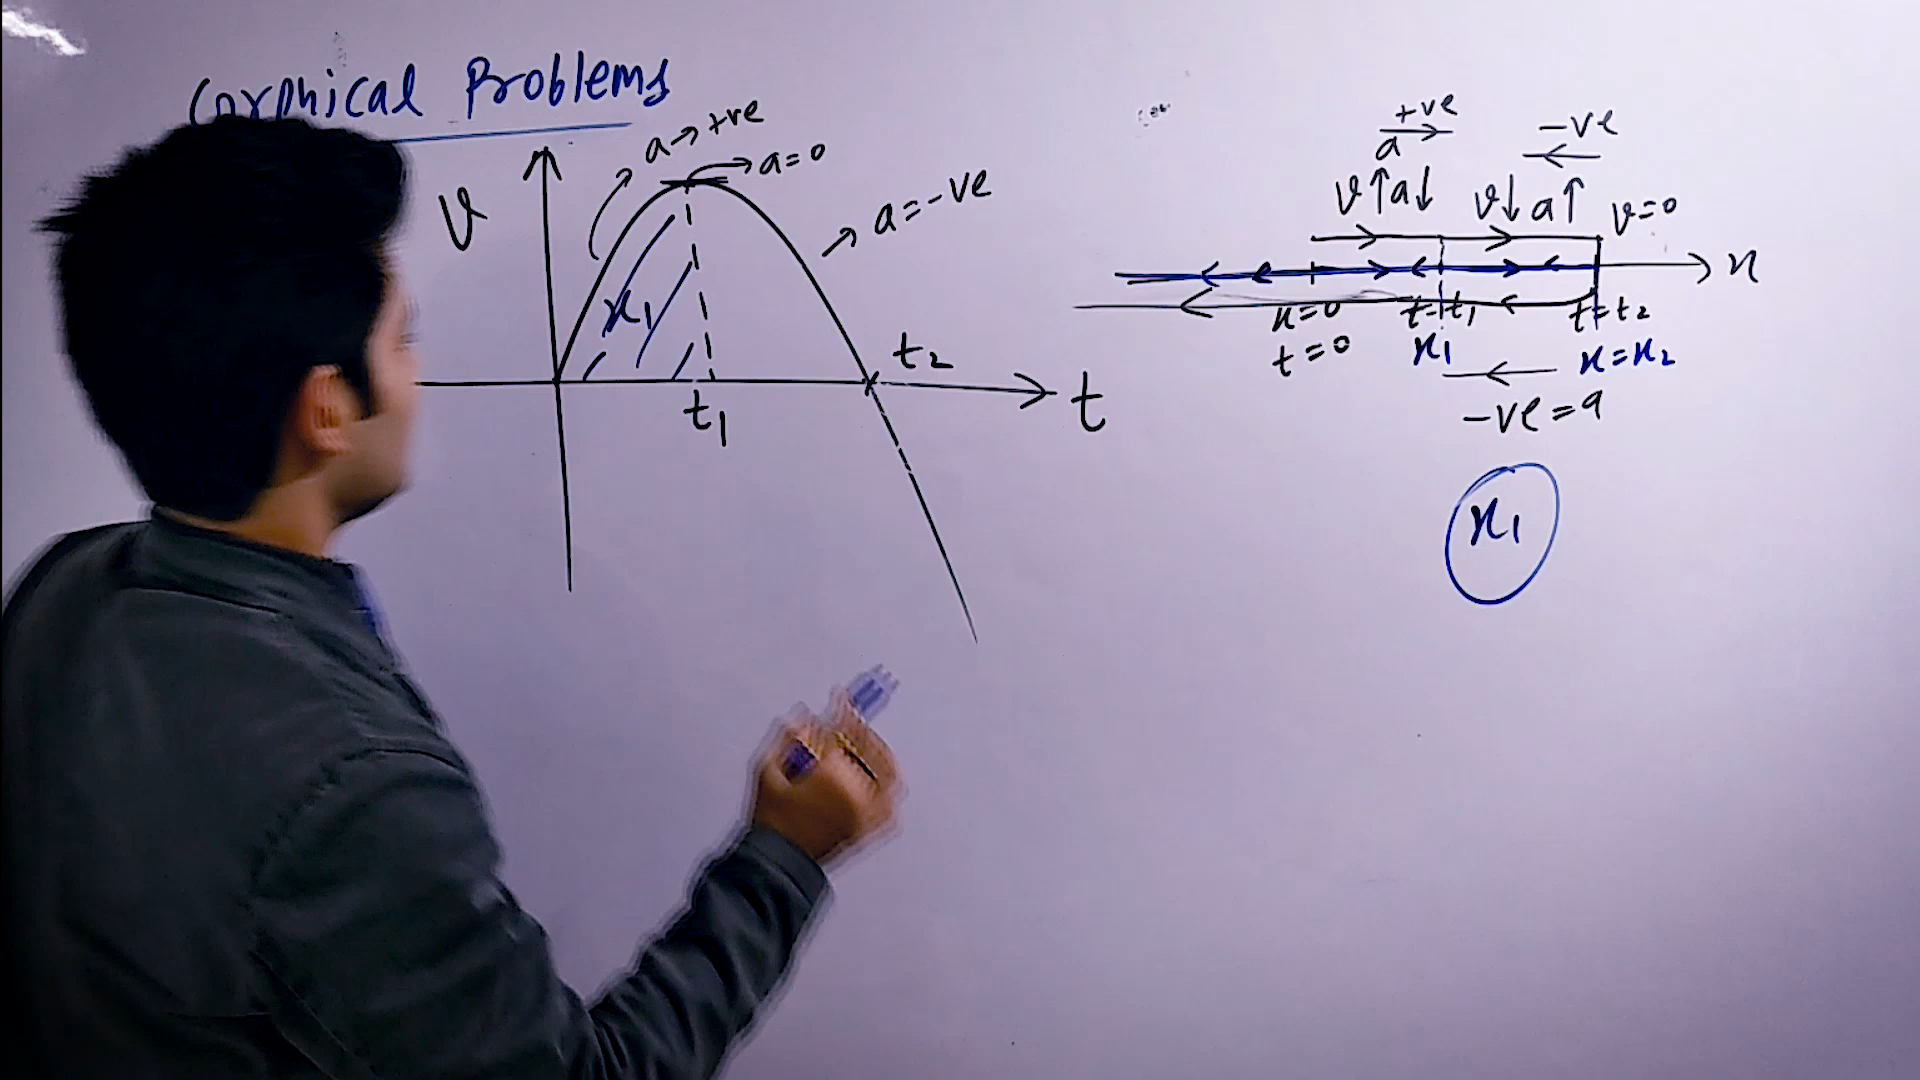 Graphical Problems
a→+ve
→a=0
v
→ a=-ve
x1
t2
t1
t
+ve
a
-ve
v↑a↓ v↓ a↑ v=0
x
x=0 t=t1 t=t2
t=0 x1 x=x2
-ve=a
x1